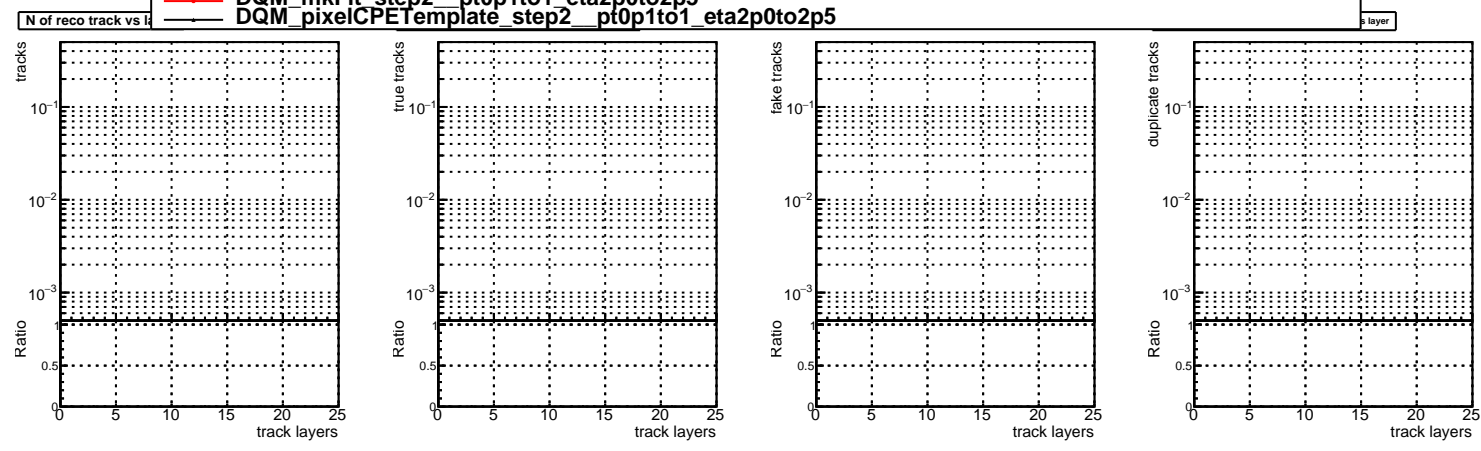 DQM_mkFit_step2__pt0p1to1_eta2p0to2p5
DQM_pixelCPETemplate_step2__pt0p1to1_eta2p0to2p5
N of reco track vs
s layer
tracks
10−1
10−2
10−3
Ratio
1
0.5
0
0 5 10 15 20 25
track layers
true tracks
10−1
10−2
10−3
Ratio
1
0.5
0
0 5 10 15 20 25
track layers
fake tracks
10−1
10−2
10−3
Ratio
1
0.5
0
0 5 10 15 20 25
track layers
duplicate tracks
10−1
10−2
10−3
Ratio
1
0.5
0
0 5 10 15 20 25
track layers